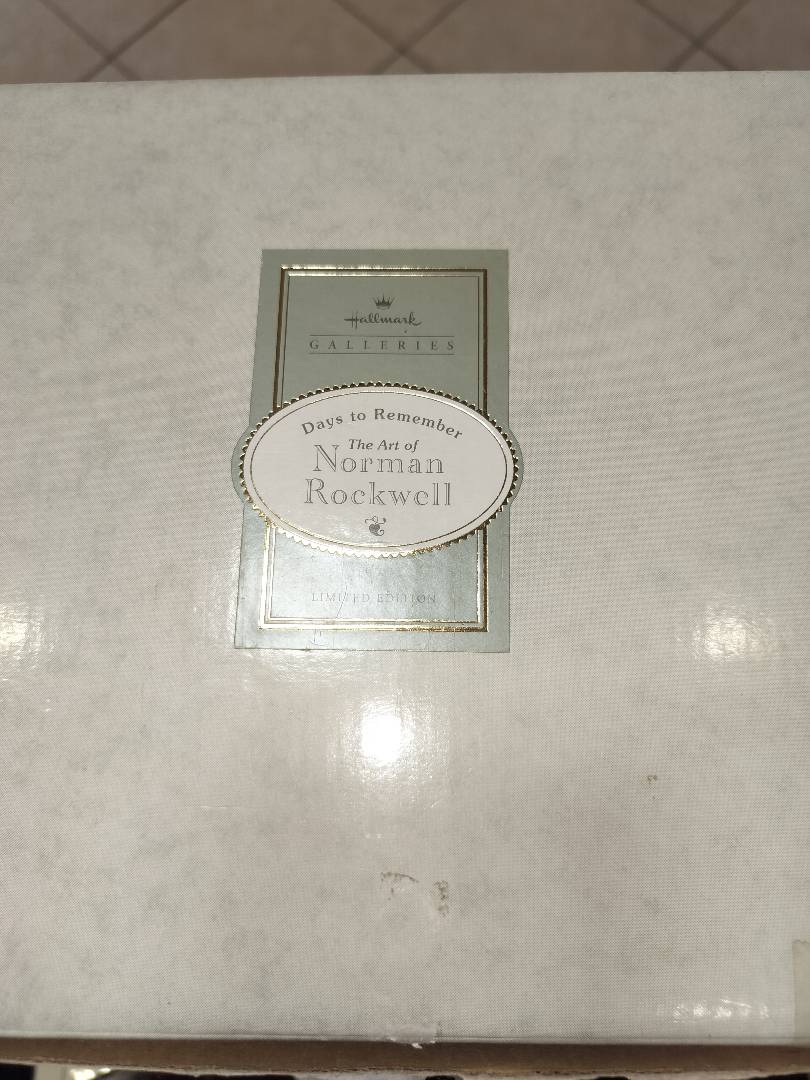 Hallmark
GALLERIES
Days to Remember
The Art of
Norman
Rockwell
LIMITED EDITION